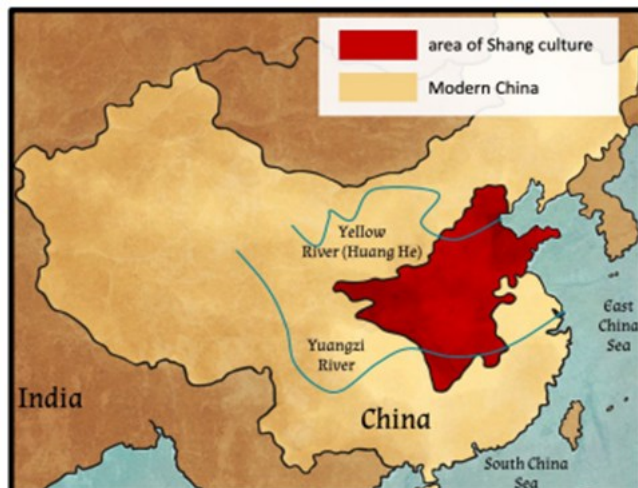 area of Shang culture
Modern China
Yellow
River (Huang He)
East
China
Sea
Yuangzi
River
India
China
South China
Sea